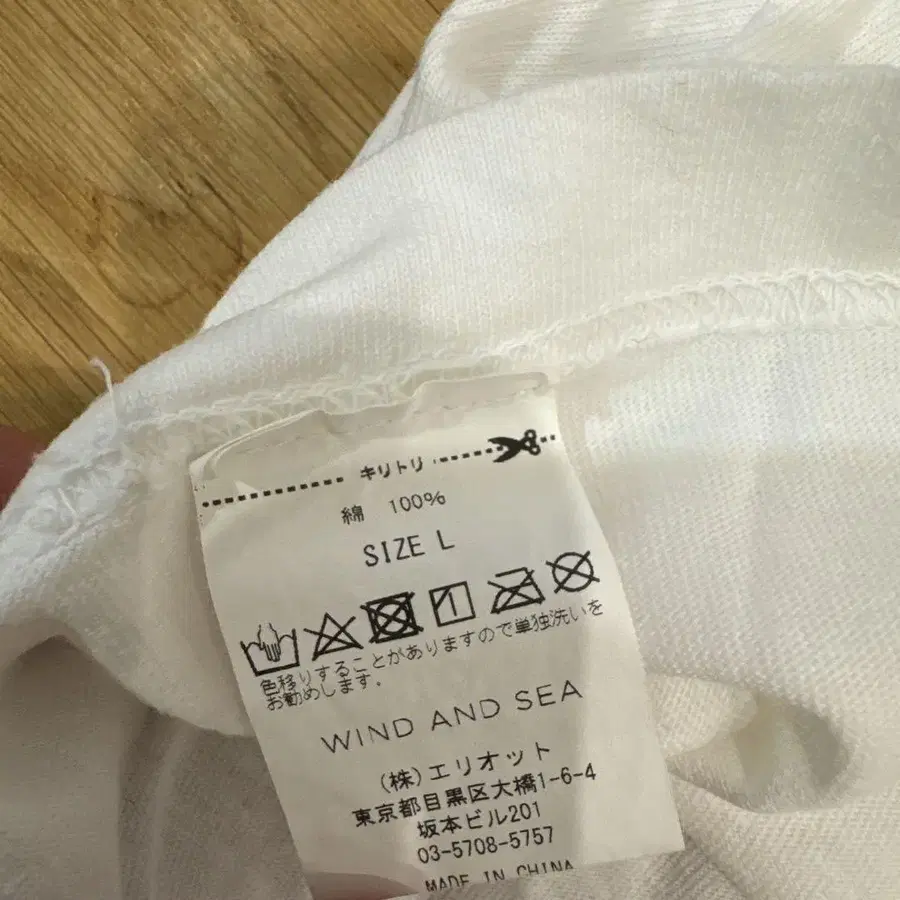 キリトリ
綿 100%
SIZE L
色移りすることがありますので単独洗いを
お勧めします。
WIND AND SEA
(株)エリオット
東京都目黒区大橋1-6-4
坂本ビル201
03-5708-5757
MADE IN CHINA